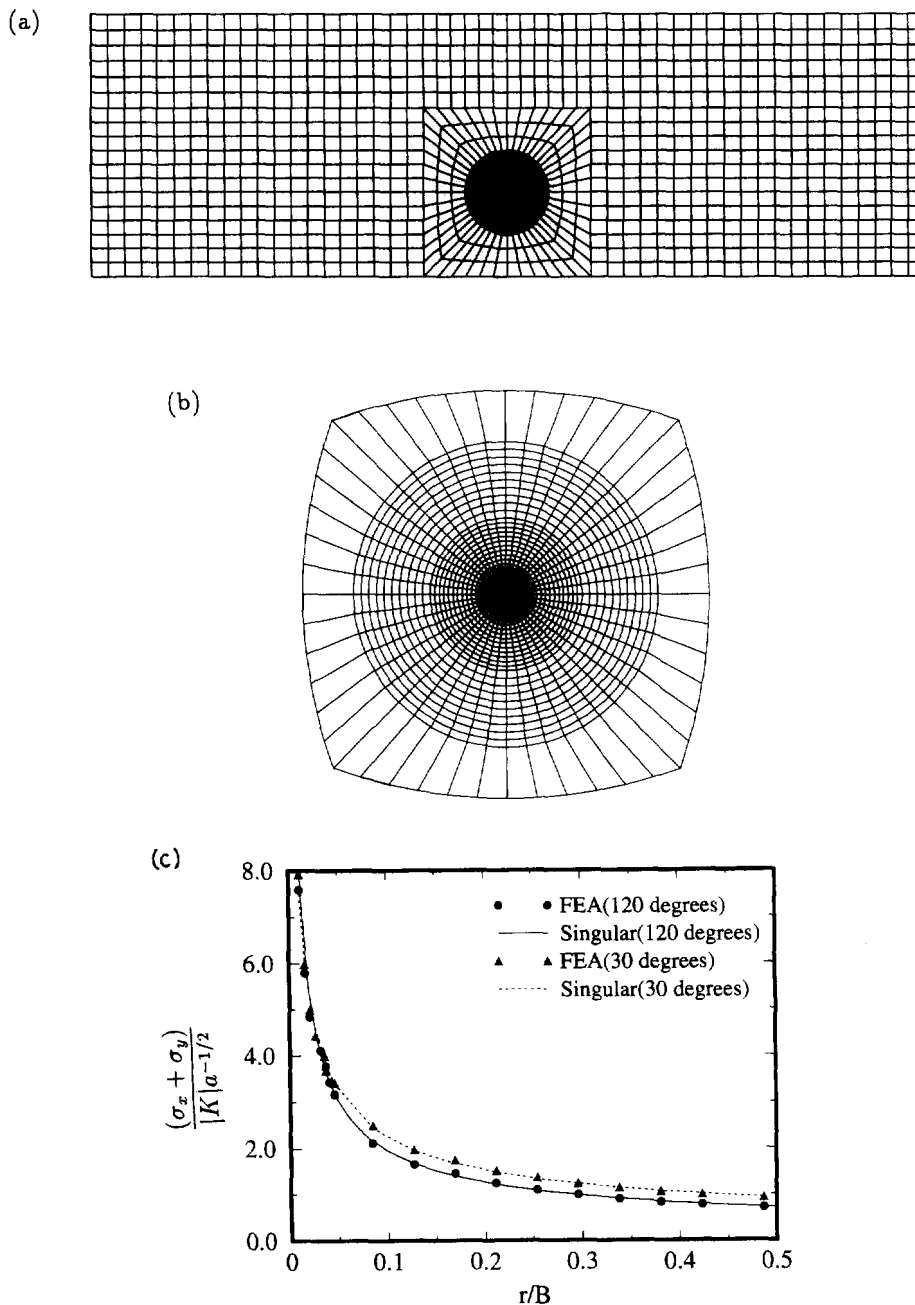 (a)
(b)
(c)
8.0
6.0
4.0
2.0
0.0
(σx + σy)
|K|a^{-1/2}
FEA(120 degrees)
Singular(120 degrees)
FEA(30 degrees)
Singular(30 degrees)
0 0.1 0.2 0.3 0.4 0.5
r/B